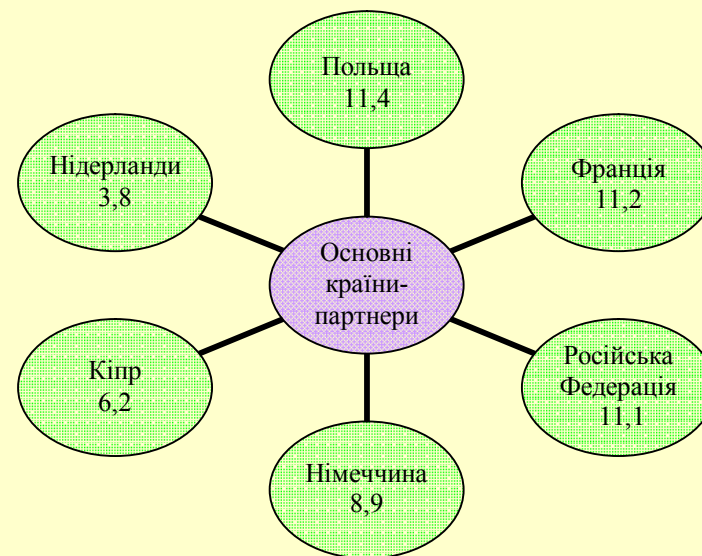 Польща
11,4
Нідерланди
3,8
Франція
11,2
Основні
країни-
партнери
Кіпр
6,2
Російська
Федерація
11,1
Німеччина
8,9